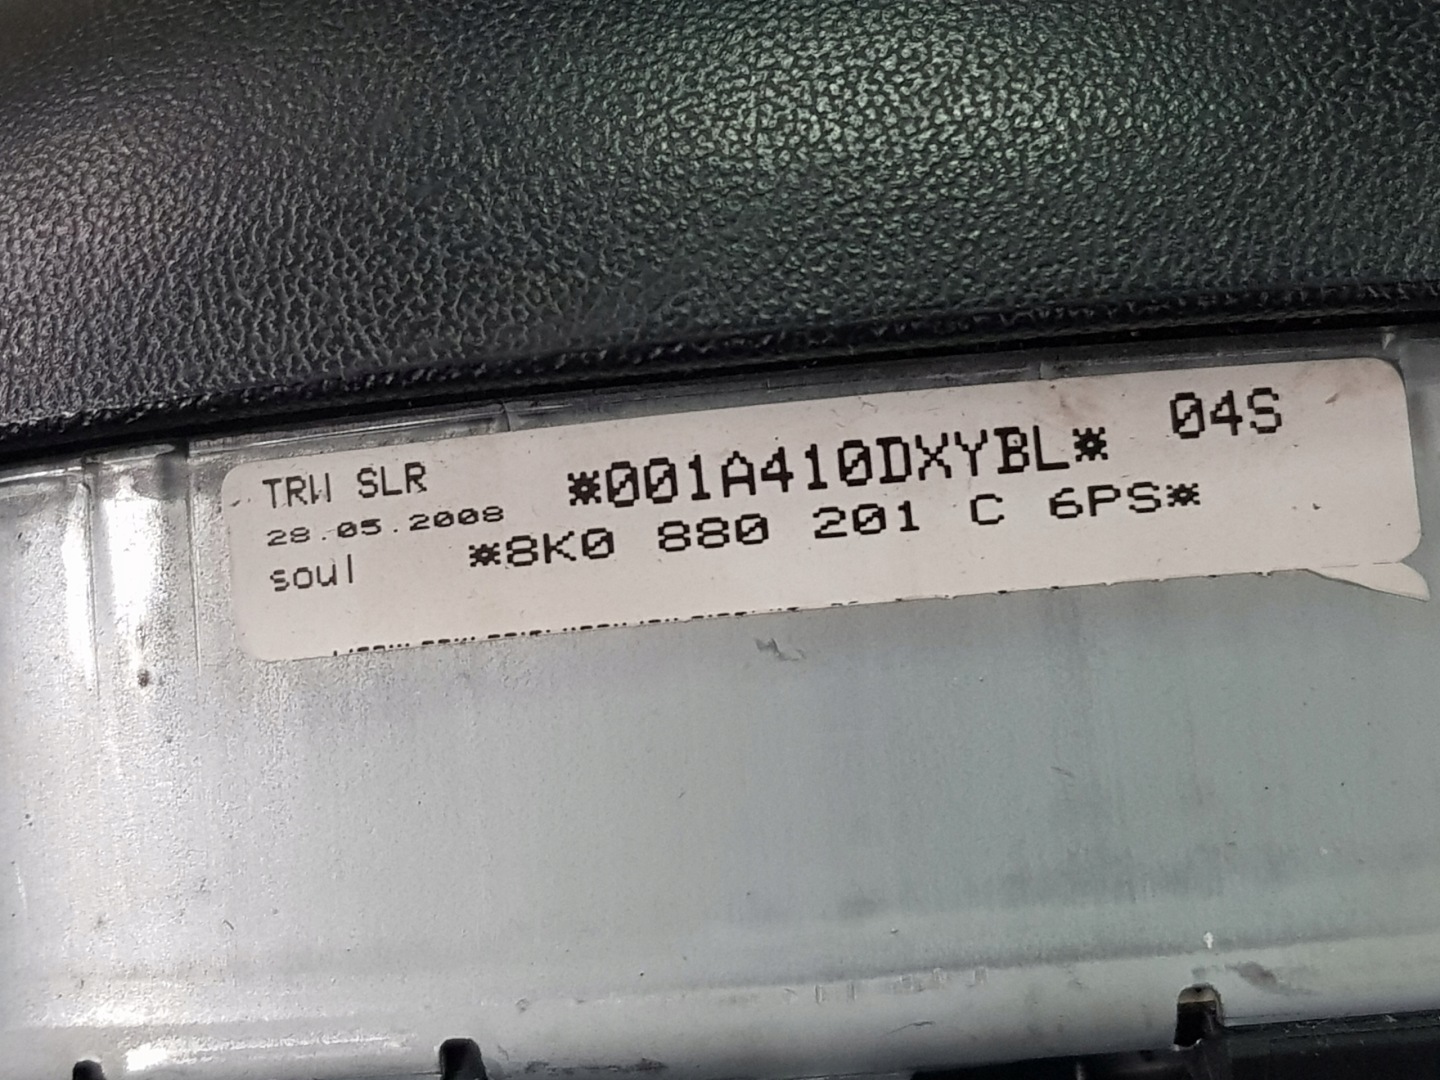 TRW SLR *001A410DXYBL* 04S
28.05.2008
soul *8K0 880 201 C 6PS*